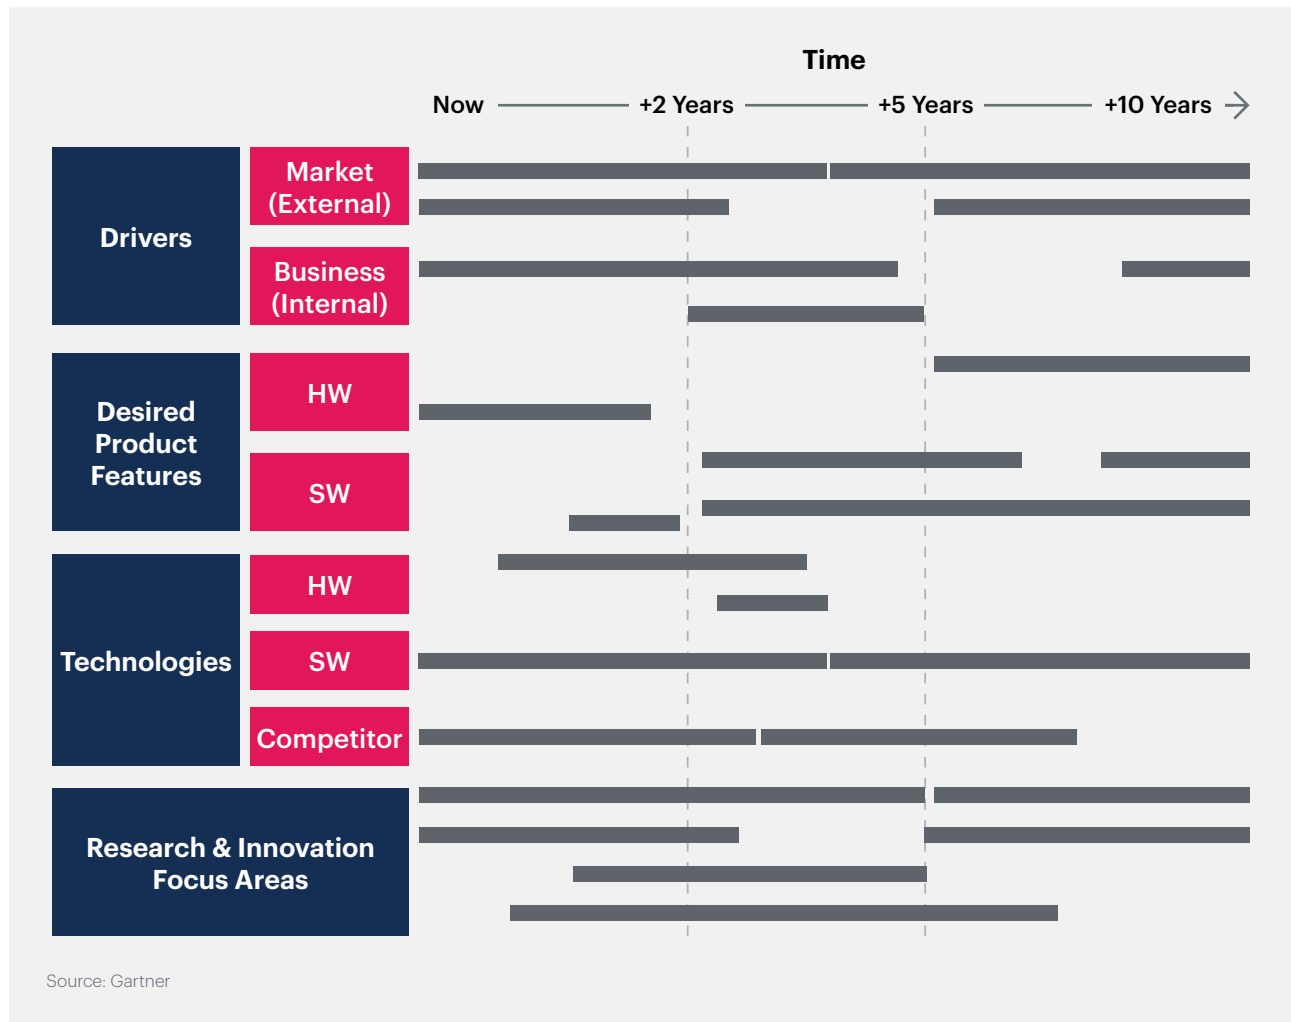 Time
Now
+2 Years
+5 Years
+10 Years
Drivers
Market
(External)
Business
(Internal)
Desired
Product
Features
HW
SW
Technologies
HW
SW
Competitor
Research & Innovation
Focus Areas
Source: Gartner